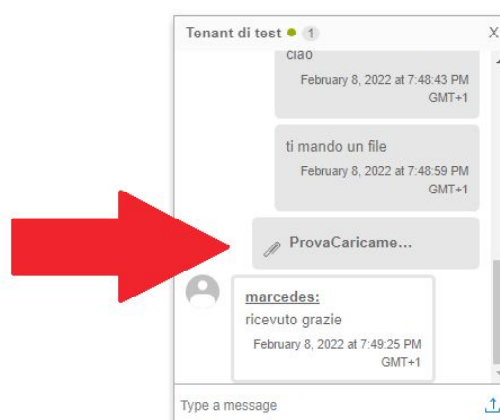 Tenant di test 1 X
ciao
February 8, 2022 at 7:48:43 PM
GMT+1
ti mando un file
February 8, 2022 at 7:48:59 PM
GMT+1
ProvaCaricame...
marcedes:
ricevuto grazie
February 8, 2022 at 7:49:25 PM
GMT+1
Type a message